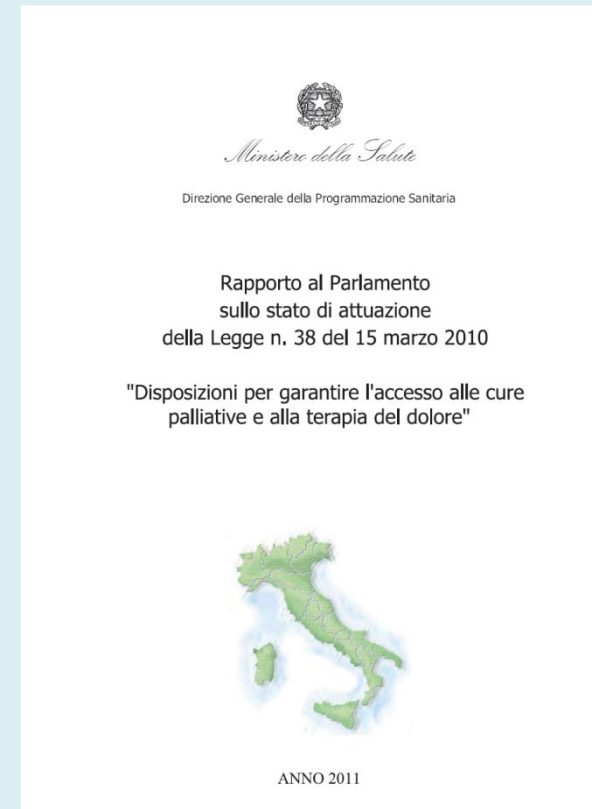 Ministero della Salute
Direzione Generale della Programmazione Sanitaria
Rapporto al Parlamento
sullo stato di attuazione
della Legge n. 38 del 15 marzo 2010
"Disposizioni per garantire l'accesso alle cure
palliative e alla terapia del dolore"
ANNO 2011